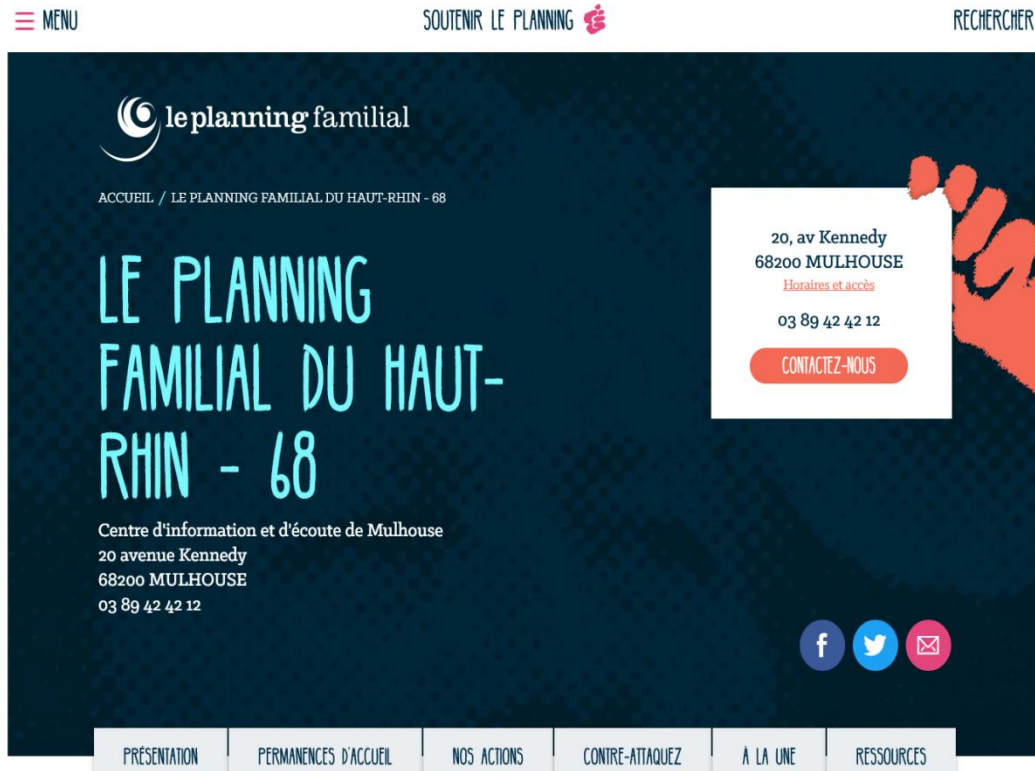 MENU
SOUTENIR LE PLANNING
RECHERCHER
le planning familial
ACCUEIL / LE PLANNING FAMILIAL DU HAUT-RHIN - 68
LE PLANNING
FAMILIAL DU HAUT-
RHIN - 68
Centre d'information et d'écoute de Mulhouse
20 avenue Kennedy
68200 MULHOUSE
03 89 42 42 12
20, av Kennedy
68200 MULHOUSE
Horaires et accès
03 89 42 42 12
CONTACTEZ-NOUS
PRÉSENTATION
PERMANENCES D'ACCUEIL
NOS ACTIONS
CONTRE-ATTAQUEZ
À LA UNE
RESSOURCES